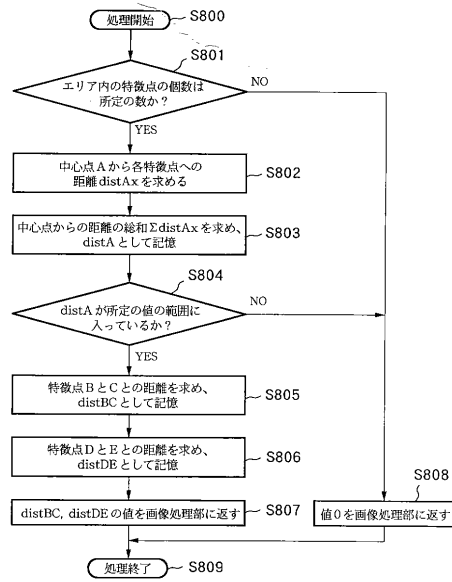 処理開始
S800
S801
エリア内の特徴点の個数は
所定の数か?
NO
YES
中心点Aから各特徴点への
距離distAxを求める
S802
中心点からの距離の総和ΣdistAxを求め、
distAとして記憶
S803
S804
distAが所定の値の範囲に
入っているか?
NO
YES
特徴点BとCとの距離を求め、
distBCとして記憶
S805
特徴点DとEとの距離を求め、
distDEとして記憶
S806
distBC, distDEの値を画像処理部に返す
S807
S808
値0を画像処理部に返す
処理終了
S809